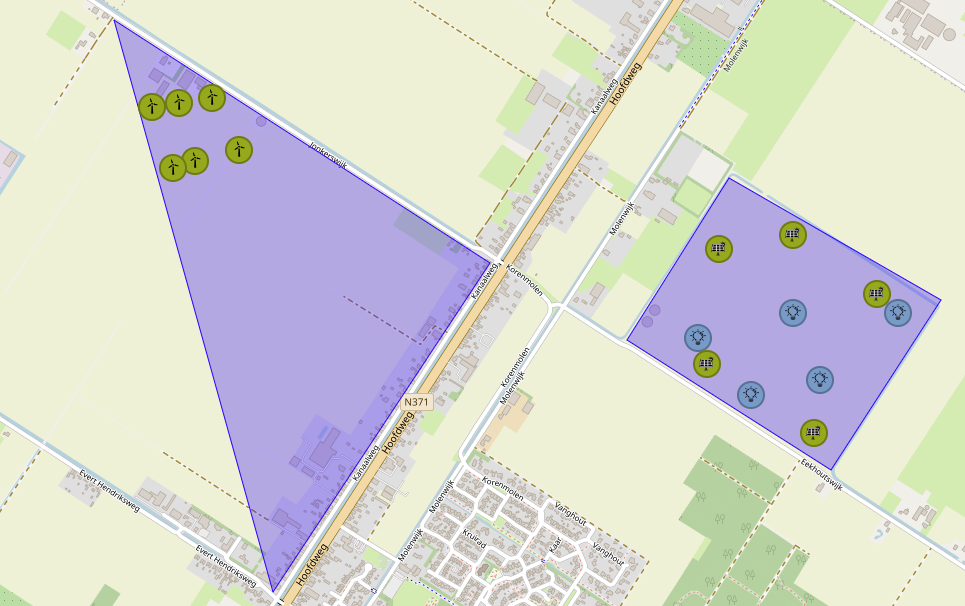 Hoofdweg
Kanaalweg
Molenwijk
Jookerswijk
Molenwijk
Kanaalweg
Korenmolen
Korenmolen
Molenwijk
N371
Hoofdweg
Kanaalweg
Eekhoutswijk
Evert Hendriksweg
Molenwijk
Korenmolen
Vanghout
Kruirad
Kaar
Vanghout
Molenwijk
Evert Hendriksweg
Hoofdweg